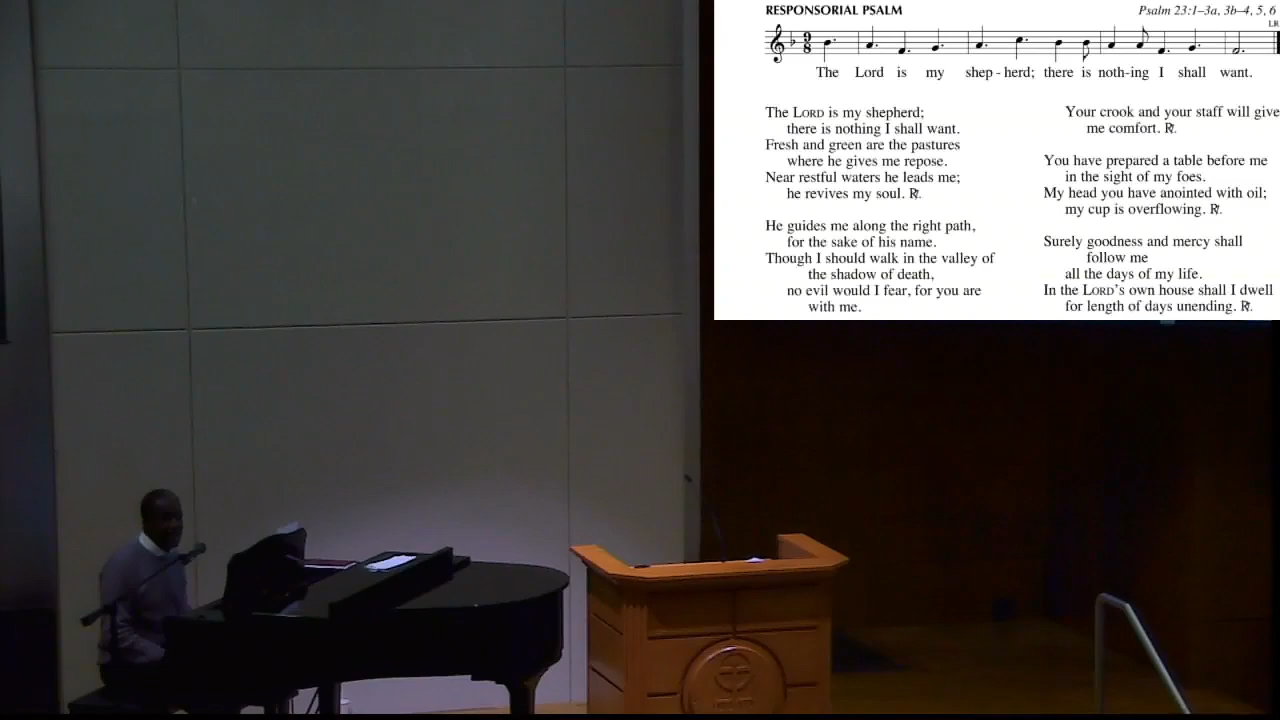 RESPONSORIAL PSALM
Psalm 23:1–3a, 3b–4, 5, 6
LR
The Lord is my shep - herd; there is noth-ing I shall want.
The LORD is my shepherd;
there is nothing I shall want.
Fresh and green are the pastures
where he gives me repose.
Near restful waters he leads me;
he revives my soul. ℟.
He guides me along the right path,
for the sake of his name.
Though I should walk in the valley of
the shadow of death,
no evil would I fear, for you are
with me.
Your crook and your staff will give
me comfort. ℟.
You have prepared a table before me
in the sight of my foes.
My head you have anointed with oil;
my cup is overflowing. ℟.
Surely goodness and mercy shall
follow me
all the days of my life.
In the LORD’s own house shall I dwell
for length of days unending. ℟.